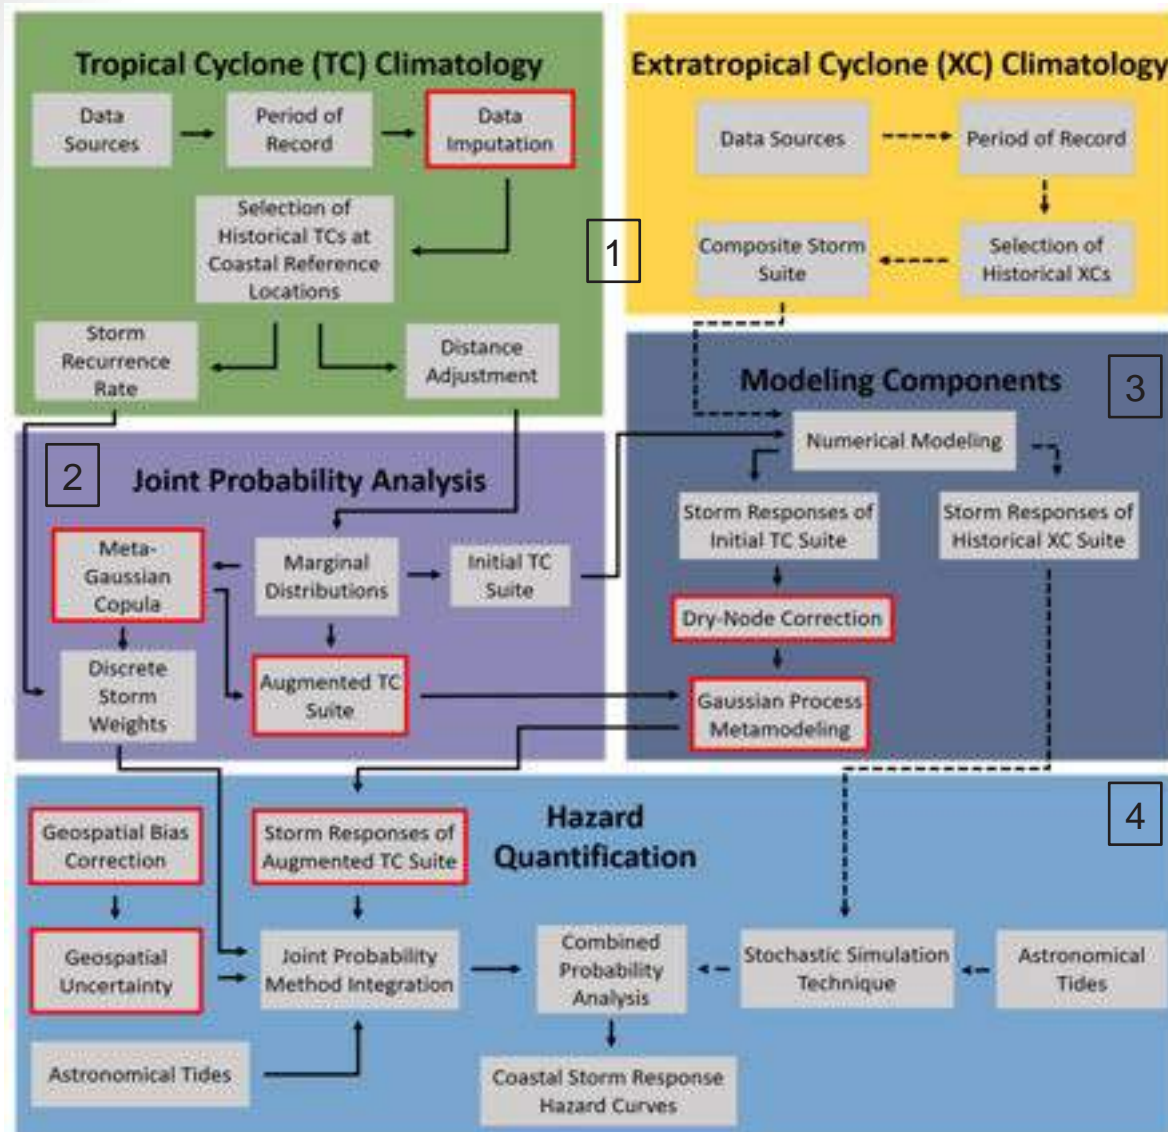 Tropical Cyclone (TC) Climatology
Data
Sources
Period of
Record
Data
Imputation
Selection of
Historical TCs at
Coastal Reference
Locations
Storm
Recurrence
Rate
Distance
Adjustment
1
Extratropical Cyclone (XC) Climatology
Data Sources
Period of Record
Composite Storm
Suite
Selection of
Historical XCs
2
Joint Probability Analysis
Meta-
Gaussian
Copula
Marginal
Distributions
Initial TC
Suite
Discrete
Storm
Weights
Augmented TC
Suite
Modeling Components
3
Numerical Modeling
Storm Responses of
Initial TC Suite
Storm Responses of
Historical XC Suite
Dry-Node Correction
Gaussian Process
Metamodeling
Hazard
Quantification
4
Geospatial Bias
Correction
Storm Responses of
Augmented TC Suite
Geospatial
Uncertainty
Joint Probability
Method Integration
Combined
Probability
Analysis
Stochastic Simulation
Technique
Astronomical
Tides
Astronomical Tides
Coastal Storm Response
Hazard Curves